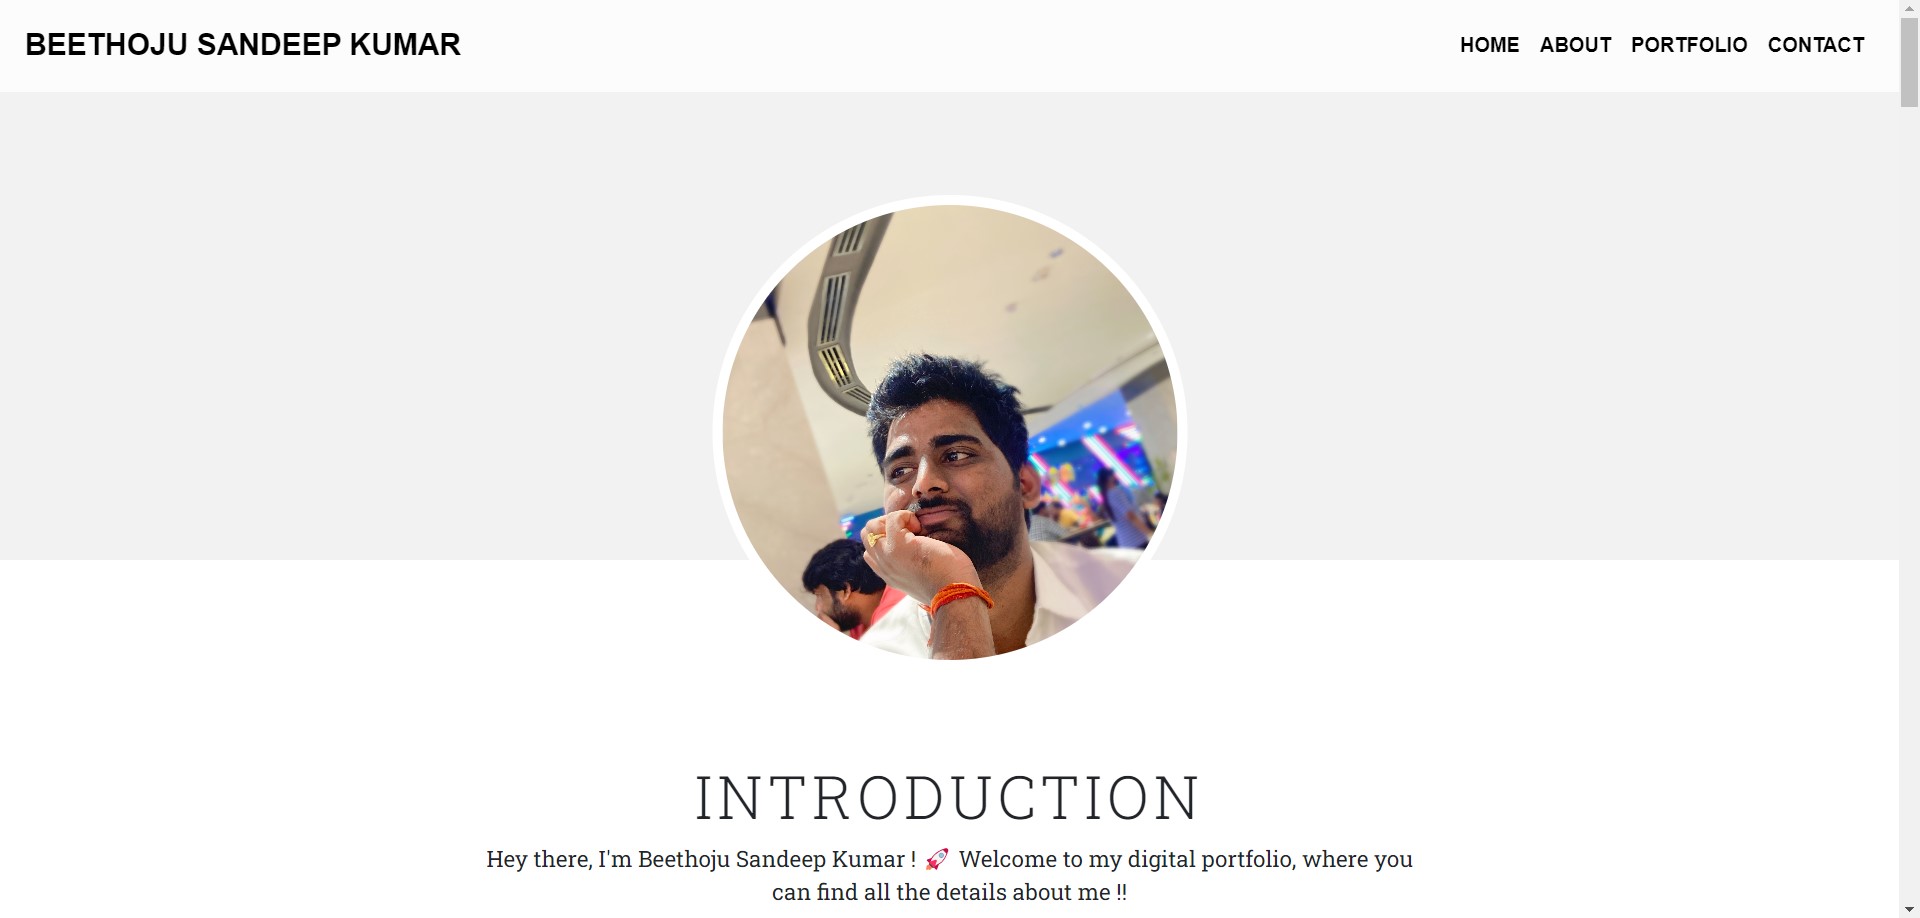 BEETHOJU SANDEEP KUMAR
HOME ABOUT PORTFOLIO CONTACT
INTRODUCTION
Hey there, I'm Beethoju Sandeep Kumar ! 🚀 Welcome to my digital portfolio, where you
can find all the details about me !!